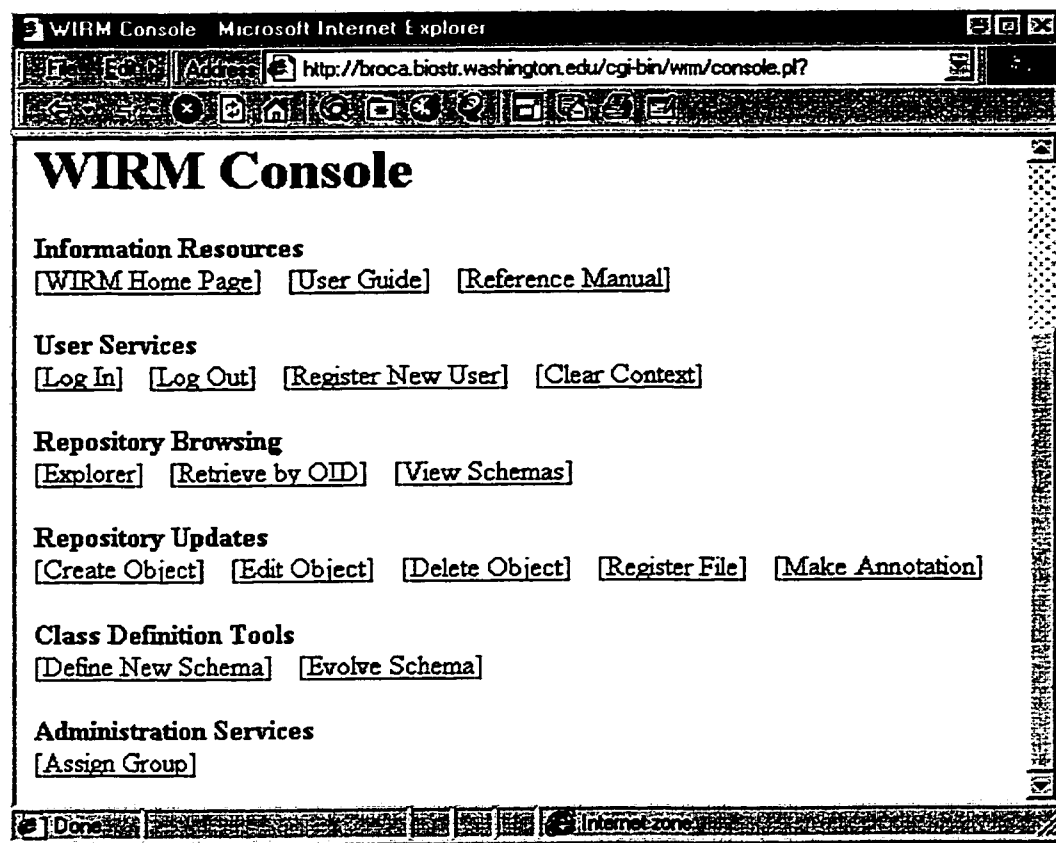 WIRM Console Microsoft Internet Explorer
File Edit Address http://broca.biostr.washington.edu/cgi-bin/wrm/console.pl?
WIRM Console
Information Resources
[WIRM Home Page] [User Guide] [Reference Manual]
User Services
[Log In] [Log Out] [Register New User] [Clear Context]
Repository Browsing
[Explorer] [Retrieve by OID] [View Schemas]
Repository Updates
[Create Object] [Edit Object] [Delete Object] [Register File] [Make Annotation]
Class Definition Tools
[Define New Schema] [Evolve Schema]
Administration Services
[Assign Group]
Done Internet zone